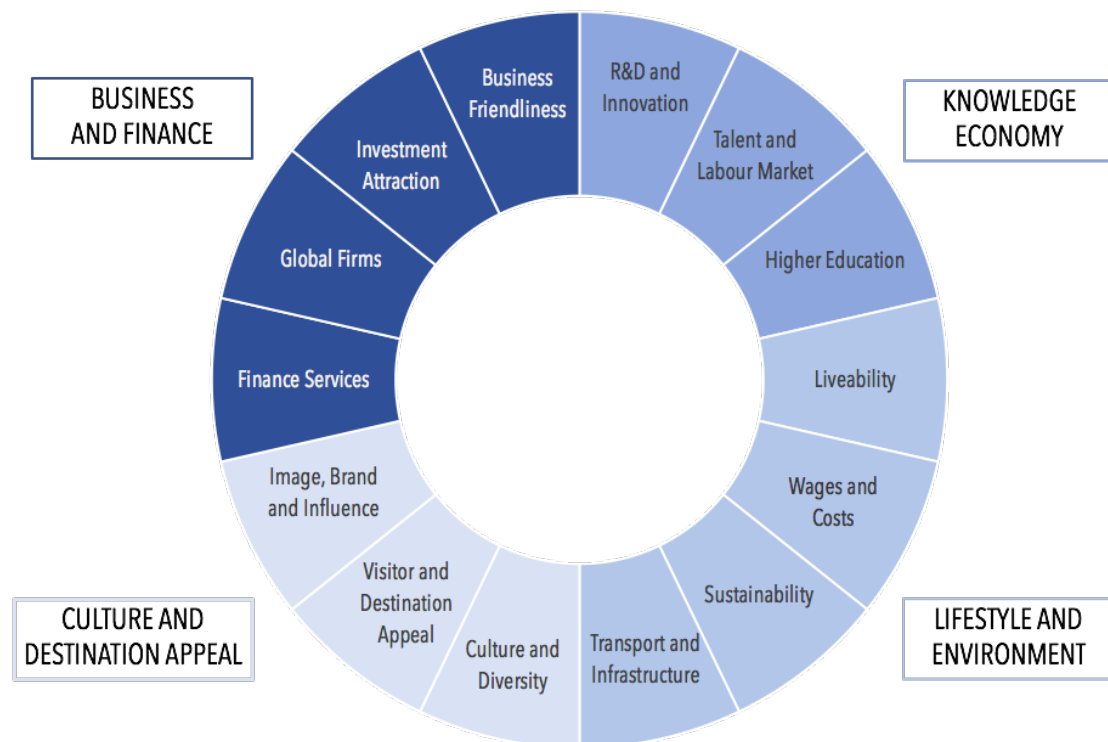 BUSINESS
AND FINANCE
KNOWLEDGE
ECONOMY
CULTURE AND
DESTINATION APPEAL
LIFESTYLE AND
ENVIRONMENT
R&D and
Innovation
Talent and
Labour Market
Higher Education
Liveability
Wages and
Costs
Sustainability
Transport and
Infrastructure
Culture and
Diversity
Visitor and
Destination
Appeal
Image, Brand
and Influence
Finance Services
Global Firms
Investment
Attraction
Business
Friendliness